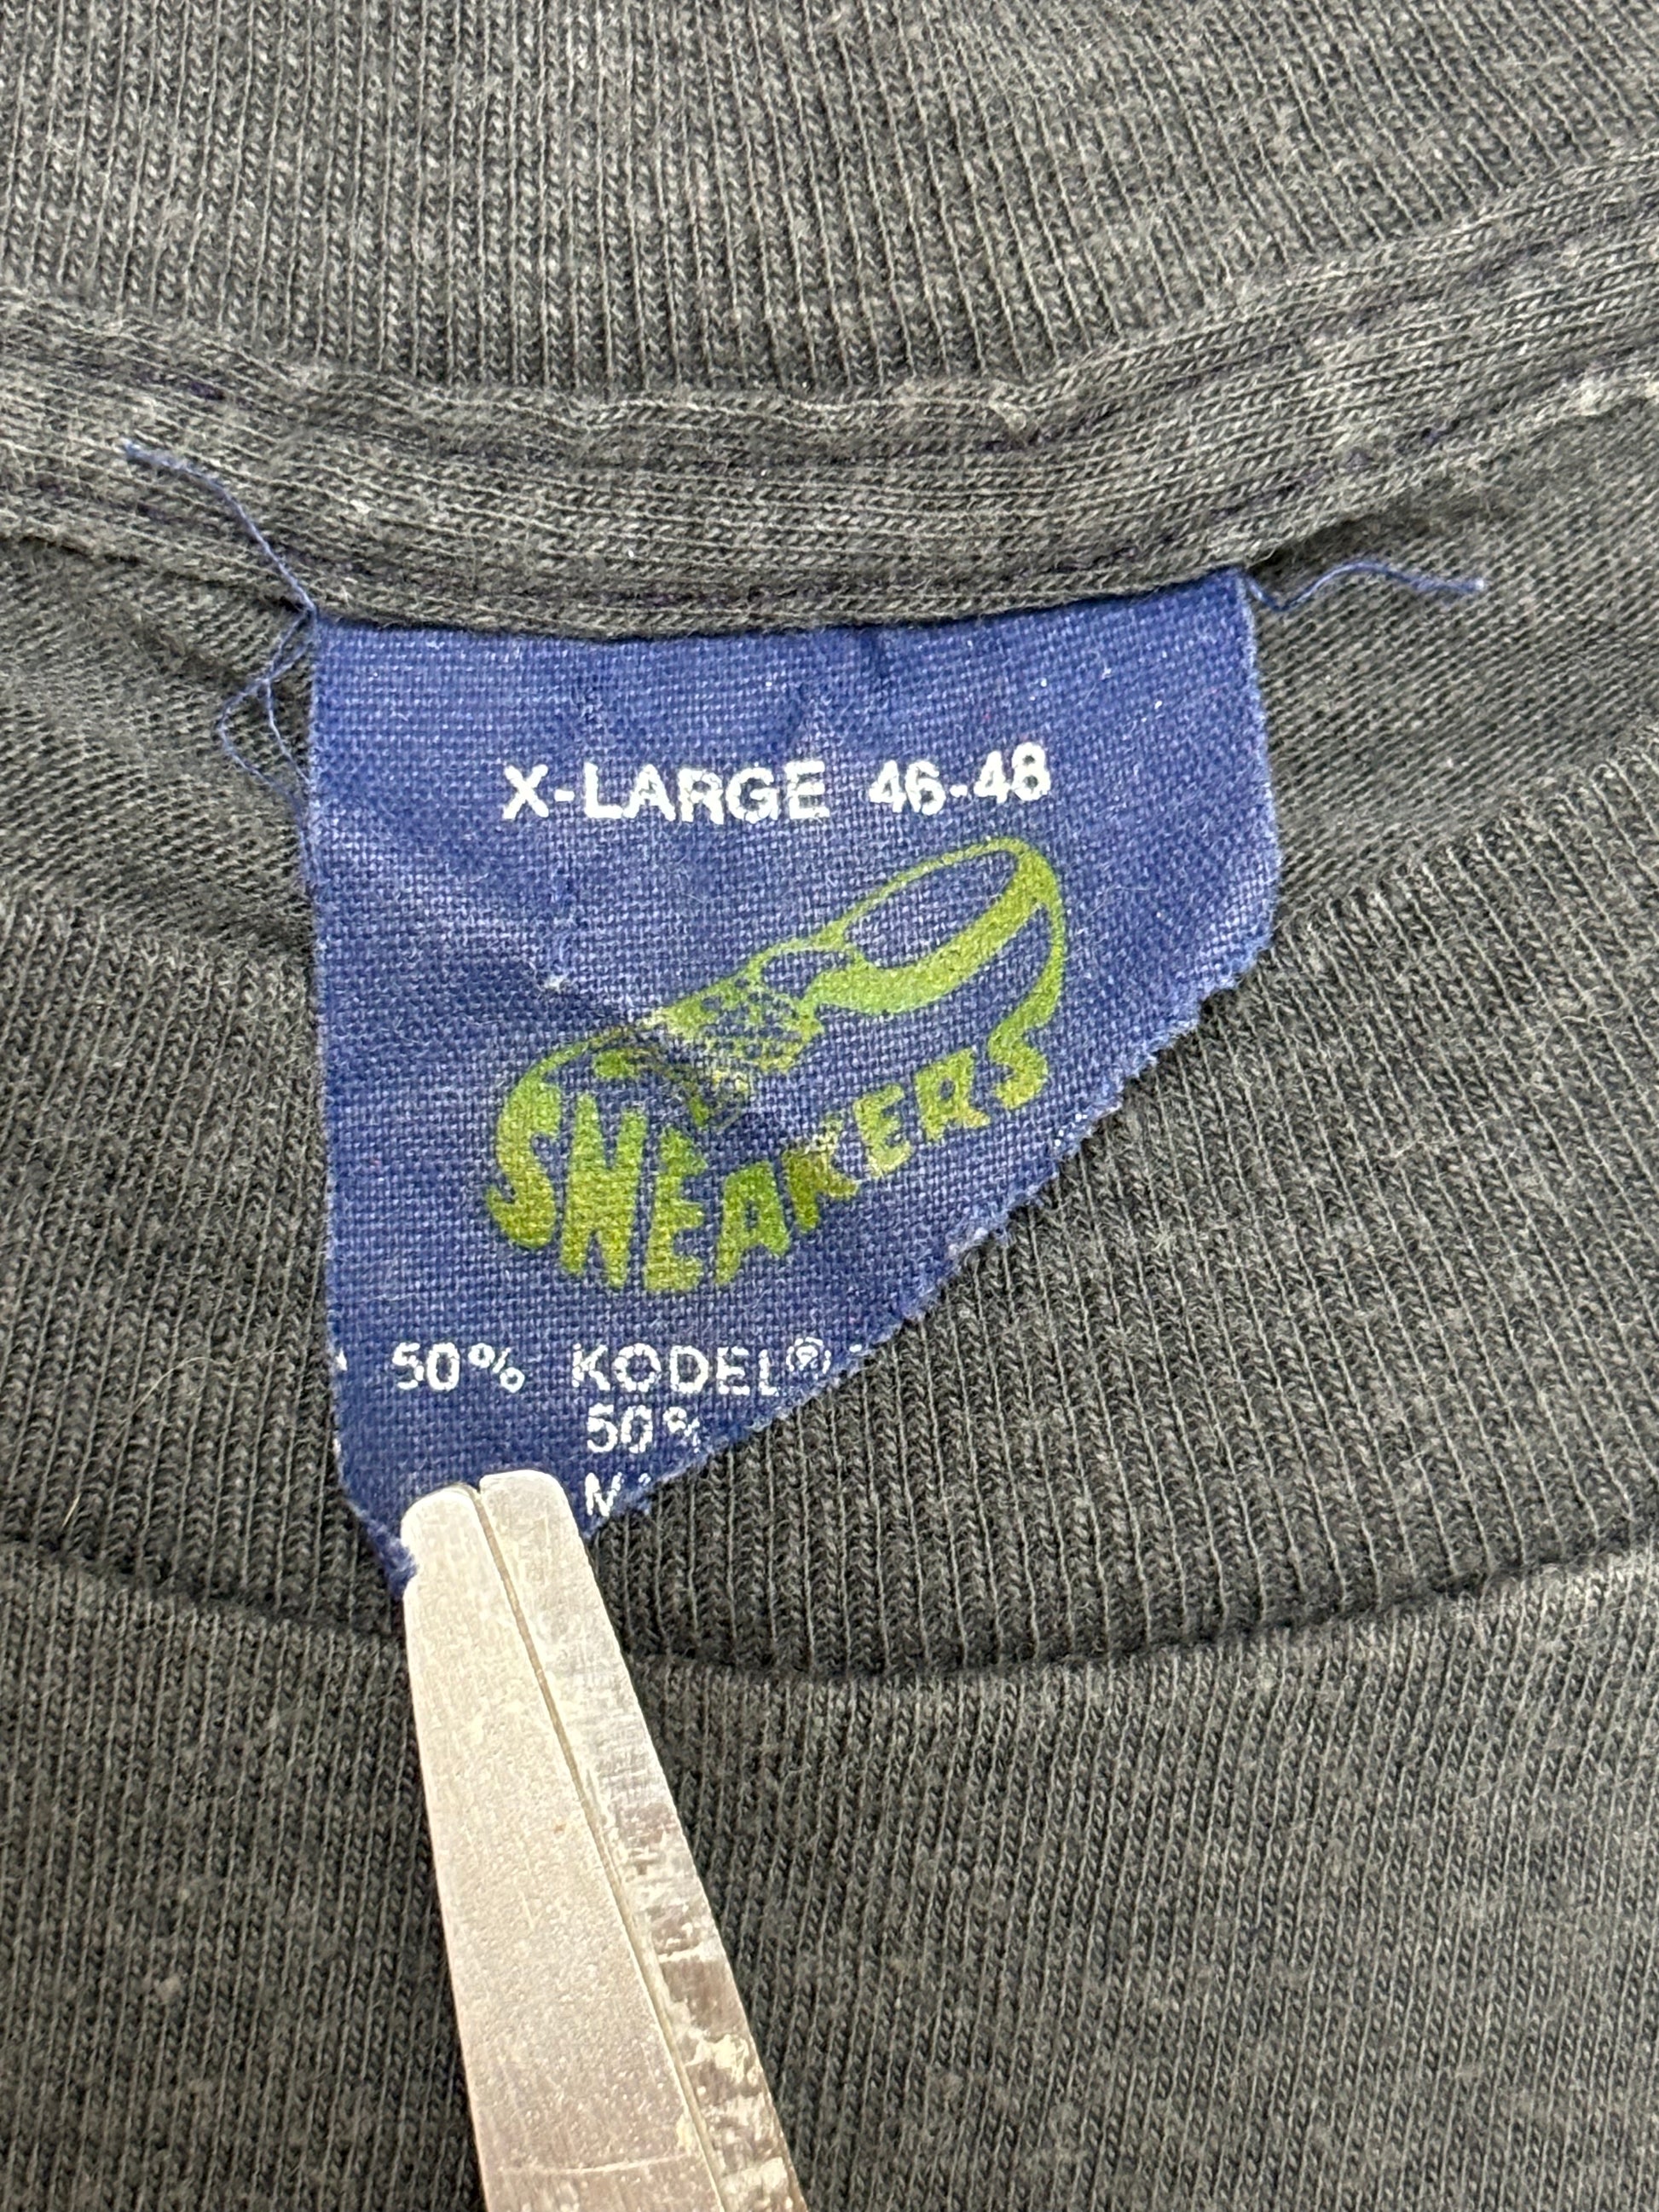 X-LARGE 46-48
SNEAKERS
50% KODEL®
50%